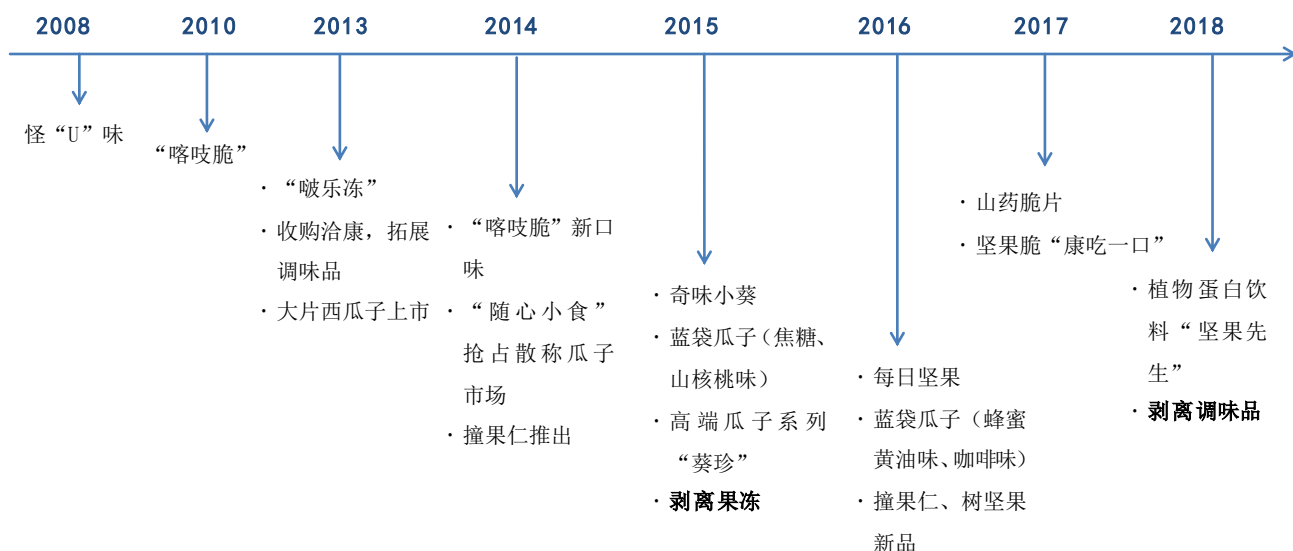 2008 2010 2013 2014 2015 2016 2017 2018
怪“U”味
“喀吱脆”
· “啵乐冻”
· 收购洽康，拓展
调味品
· 大片西瓜子上市
· “喀吱脆”新口
味
· “随心小食”
抢占散称瓜子
市场
· 撞果仁推出
· 奇味小葵
· 蓝袋瓜子（焦糖、
山核桃味）
· 高端瓜子系列
“葵珍”
· 剥离果冻
· 每日坚果
· 蓝袋瓜子（蜂蜜
黄油味、咖啡味）
· 撞果仁、树坚果
新品
· 山药脆片
· 坚果脆“康吃一口”
· 植物蛋白饮
料“坚果先
生”
· 剥离调味品